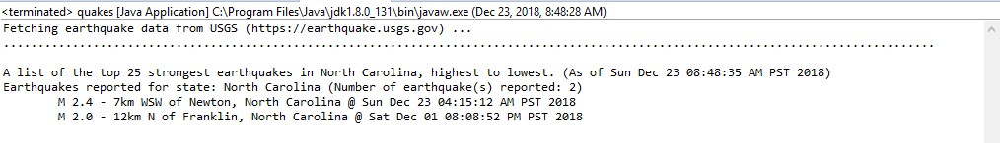 <terminated> quakes [Java Application] C:\Program Files\Java\jdk1.8.0_131\bin\javaw.exe (Dec 23, 2018, 8:48:28 AM)
Fetching earthquake data from USGS (https://earthquake.usgs.gov) ...
.......................................................................................................................................
A list of the top 25 strongest earthquakes in North Carolina, highest to lowest. (As of Sun Dec 23 08:48:35 AM PST 2018)
Earthquakes reported for state: North Carolina (Number of earthquake(s) reported: 2)
M 2.4 - 7km WSW of Newton, North Carolina @ Sun Dec 23 04:15:12 AM PST 2018
M 2.0 - 12km N of Franklin, North Carolina @ Sat Dec 01 08:08:52 PM PST 2018